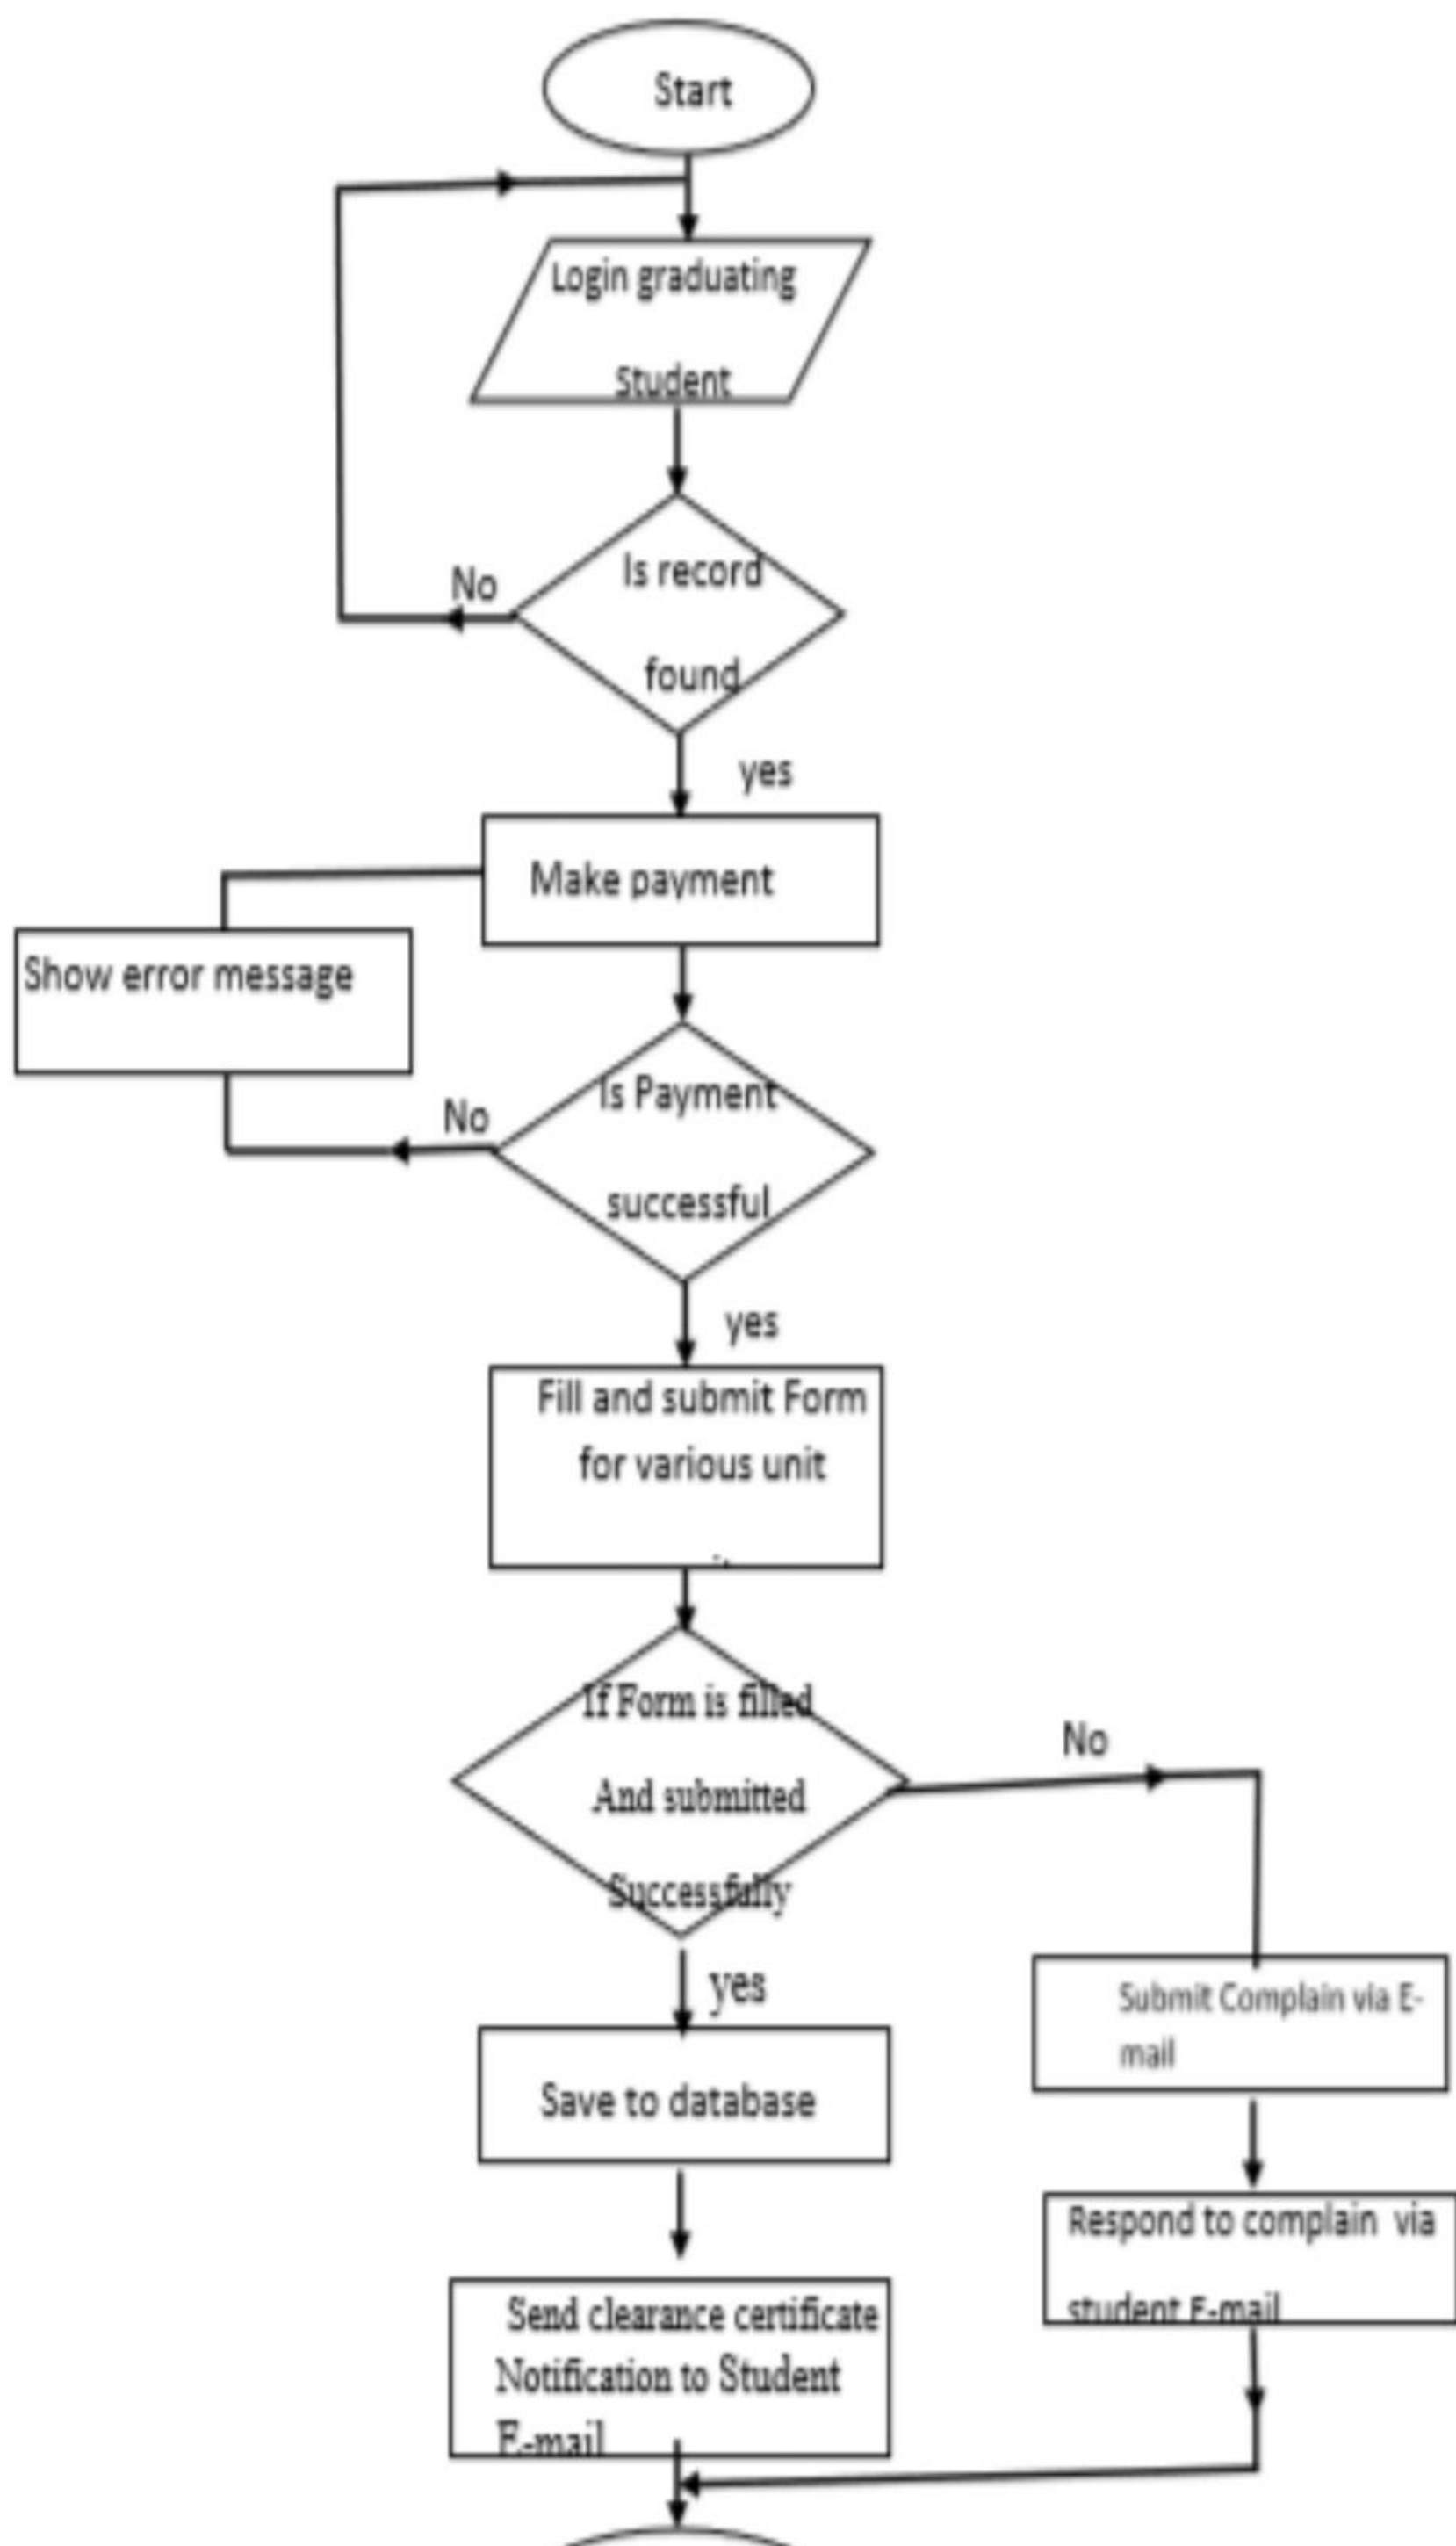 Start
Login graduating
Student
Is record
No
found
yes
Make payment
Show error message
Is Payment
No
successful
yes
Fill and submit Form
for various unit
If Form is filled
No
And submitted
Successfully
yes
Submit Complain via E-
mail
Save to database
Respond to complain via
student E-mail
Send clearance certificate
Notification to Student
E-mail